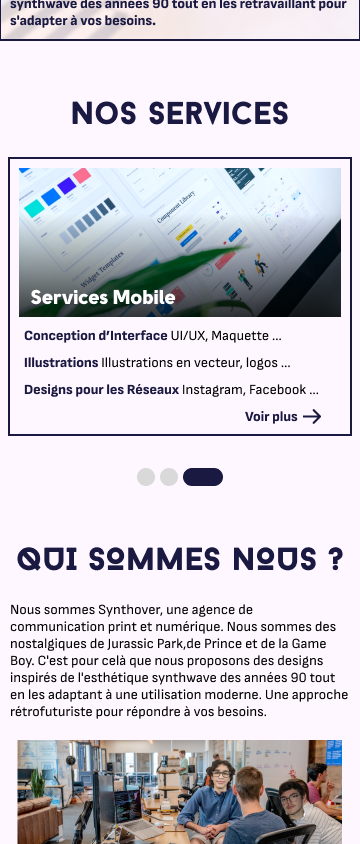 synthwave des années 90 tout en les retravaillant pour
s'adapter à vos besoins.
NOS SERVICES
Component Library
Widget Templates
Services Mobile
Conception d'Interface UI/UX, Maquette ...
Illustrations Illustrations en vecteur, logos ...
Designs pour les Réseaux Instagram, Facebook ...
Voir plus
QUI SOMMES NOUS ?
Nous sommes Synthover, une agence de
communication print et numérique. Nous sommes des
nostalgiques de Jurassic Park,de Prince et de la Game
Boy. C'est pour celà que nous proposons des designs
inspirés de l'esthétique synthwave des années 90 tout
en les adaptant à une utilisation moderne. Une approche
rétrofuturiste pour répondre à vos besoins.